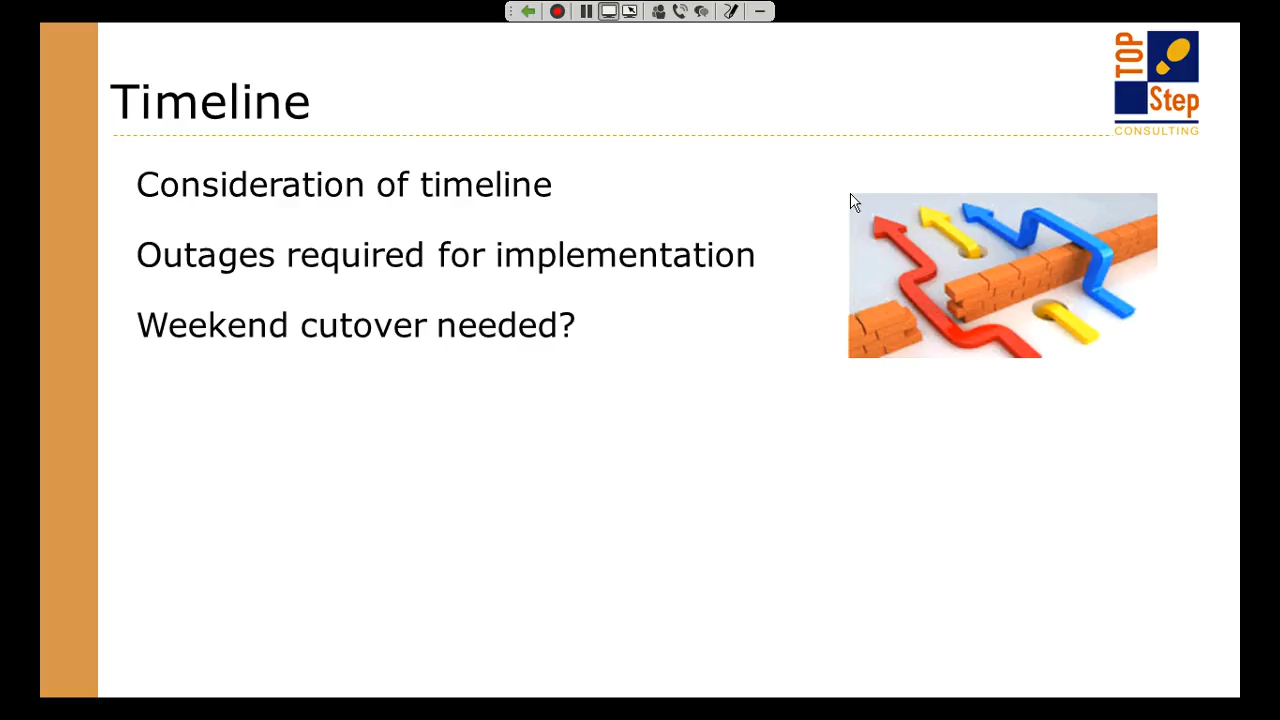 Timeline
TOP
Step
CONSULTING
Consideration of timeline
Outages required for implementation
Weekend cutover needed?